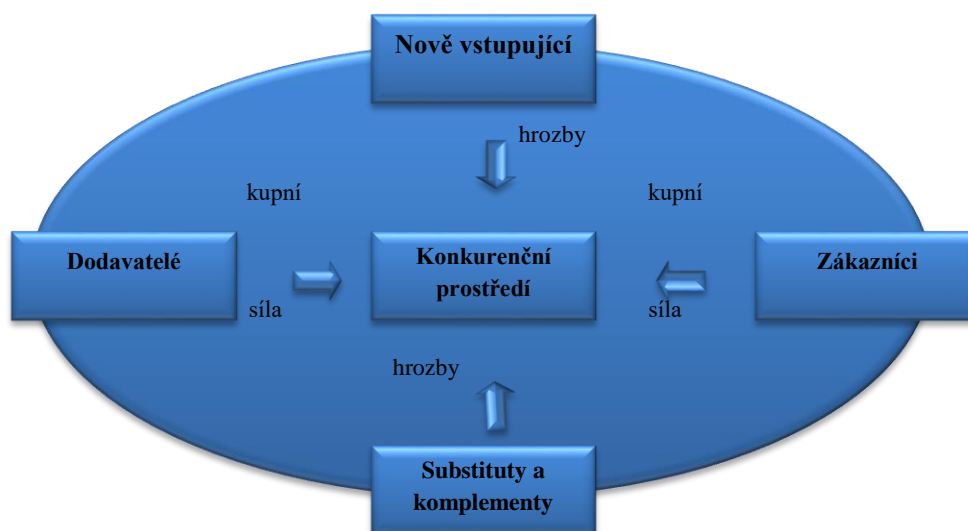 Nově vstupující
hrozby
kupní
kupní
Dodavatelé
Konkurenční
prostředí
Zákazníci
síla
síla
hrozby
Substituty a
komplementy